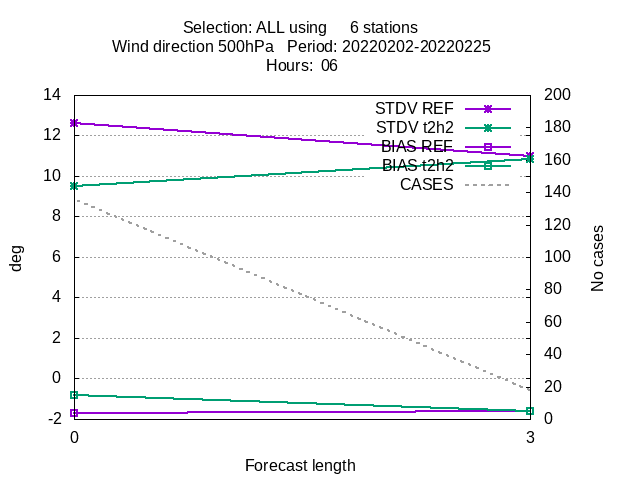 Selection: ALL using 6 stations
Wind direction 500hPa Period: 20220202-20220225
Hours: 06
14
12
10
8
6
4
2
0
-2
200
180
160
140
120
100
80
60
40
20
0
STDV REF
STDV t2h2
BIAS REF
BIAS t2h2
CASES
deg
No cases
0
3
Forecast length